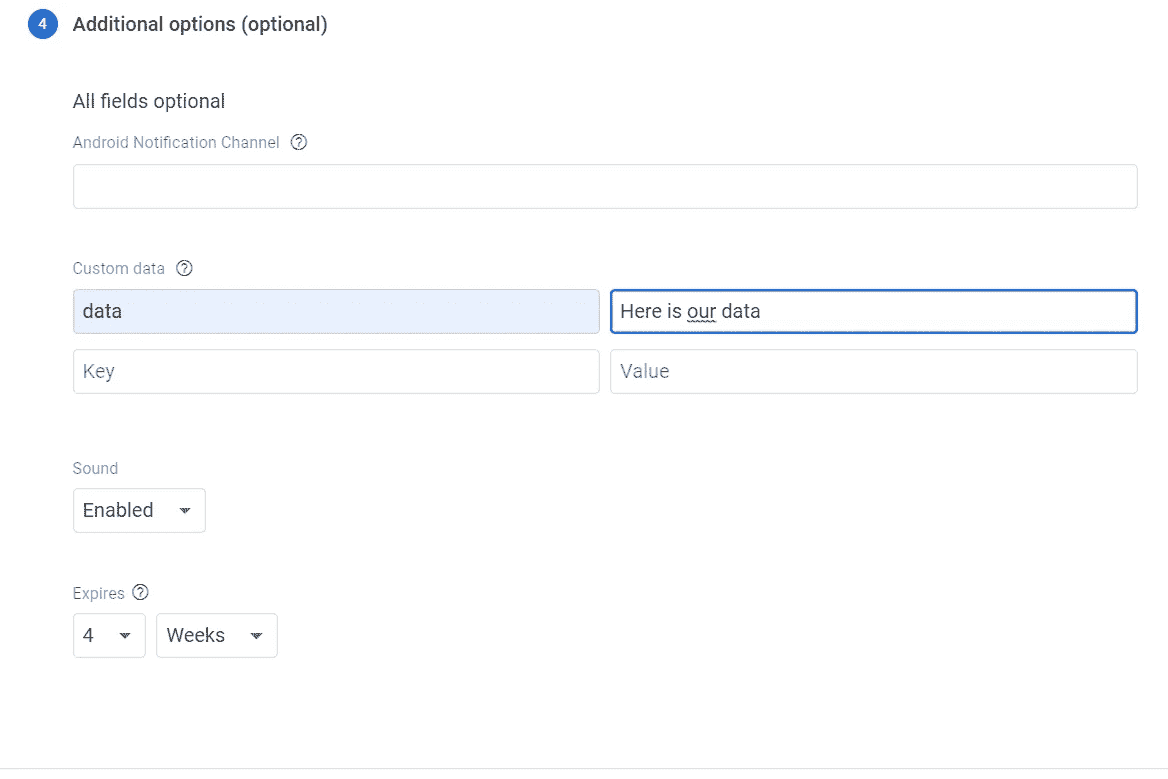 4 Additional options (optional)
All fields optional
Android Notification Channel ?
Custom data ?
data Here is our data
Key Value
Sound
Enabled
Expires ?
4 Weeks